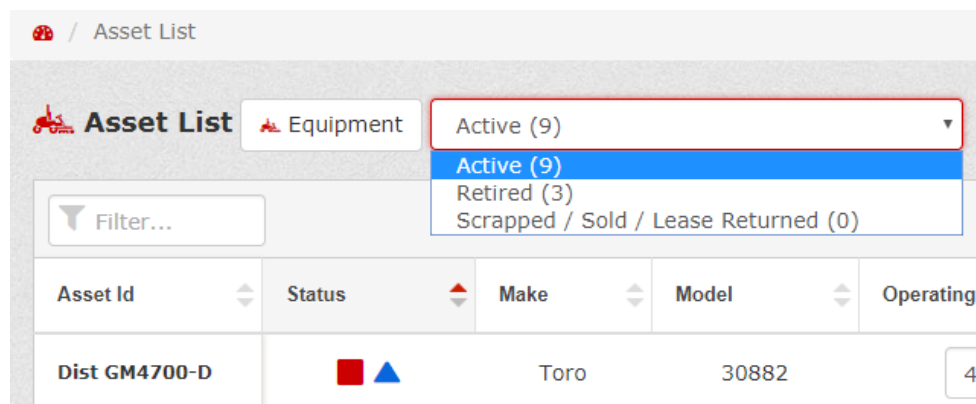 / Asset List
Asset List Equipment Active (9)
Active (9)
Retired (3)
Scrapped / Sold / Lease Returned (0)
Filter...
Asset Id Status Make Model Operating
Dist GM4700-D Toro 30882 4